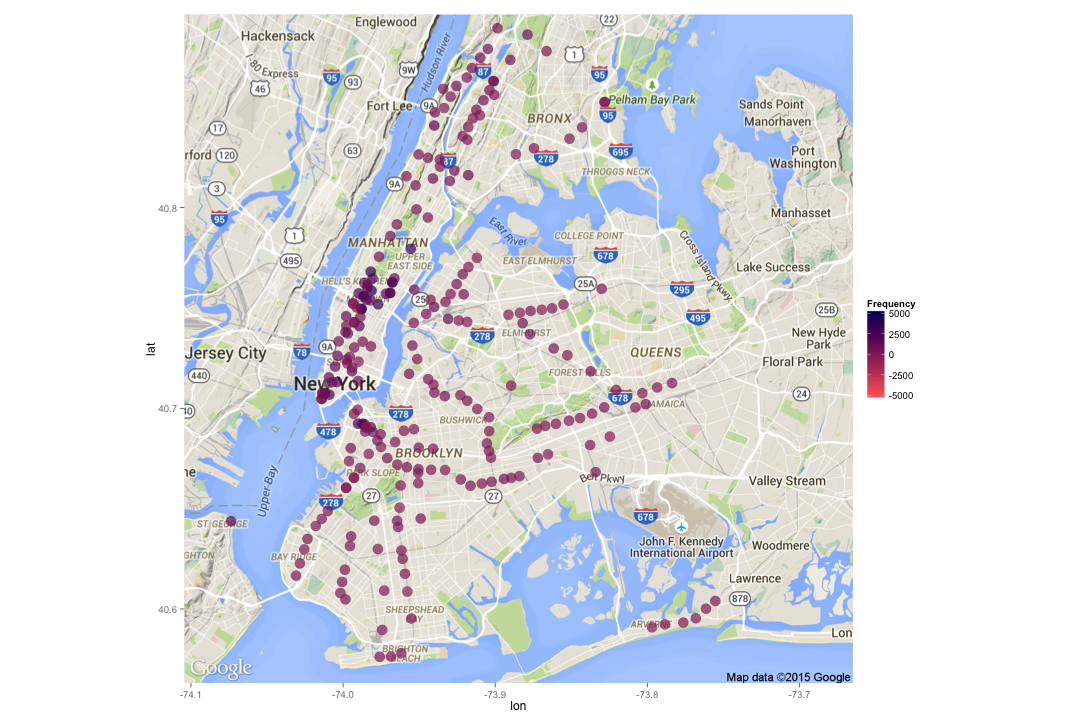 Englewood
22
Hackensack
1
1-80 Express
9W
Hudson River
87
95
95
93
46
Pelham Bay Park
Fort Lee
9A
Sands Point
95
BRONX
Manorhaven
17
Port
Washington
63
rford
120
87
278
695
THROGGS NECK
3
9A
40.8
95
Manhasset
1
East River
COLLEGE POINT
MANHATTAN
Cross Island Pkwy
678
UPPER
EAST SIDE
495
EAST ELMHURST
Lake Success
HELL'S KITCHEN
25A
295
25
Frequency
5000
2500
0
-2500
-5000
495
25B
278
ELMHURST
New Hyde
Park
lat
Jersey City
78
9A
QUEENS
Floral Park
440
FOREST HILLS
New York
678
24
40.7
278
BUSHWICK
JAMAICA
478
BROOKLYN
PARK SLOPE
Belt Pkwy
Valley Stream
ne
Upper Bay
278
27
27
678
ST. GEORGE
John F. Kennedy
International Airport
Woodmere
GHTON
BAY RIDGE
Lawrence
878
40.6
SHEEPSHEAD
BAY
ARVERNE
Lon
BRIGHTON
BEACH
Google
Map data ©2015 Google
-74.1
-74.0
-73.9
-73.8
-73.7
lon